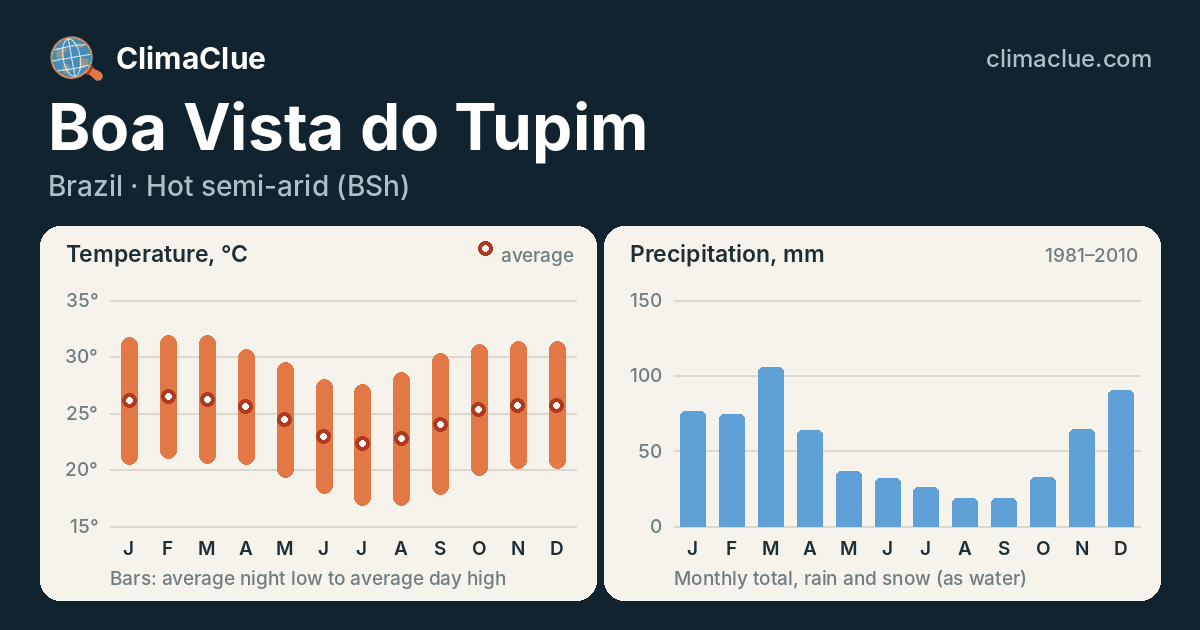 ClimaClue
climaclue.com
Boa Vista do Tupim
Brazil · Hot semi-arid (BSh)
Temperature, °C
average
35°
30°
25°
20°
15°
J F M A M J J A S O N D
Bars: average night low to average day high
Precipitation, mm
1981–2010
150
100
50
0
J F M A M J J A S O N D
Monthly total, rain and snow (as water)